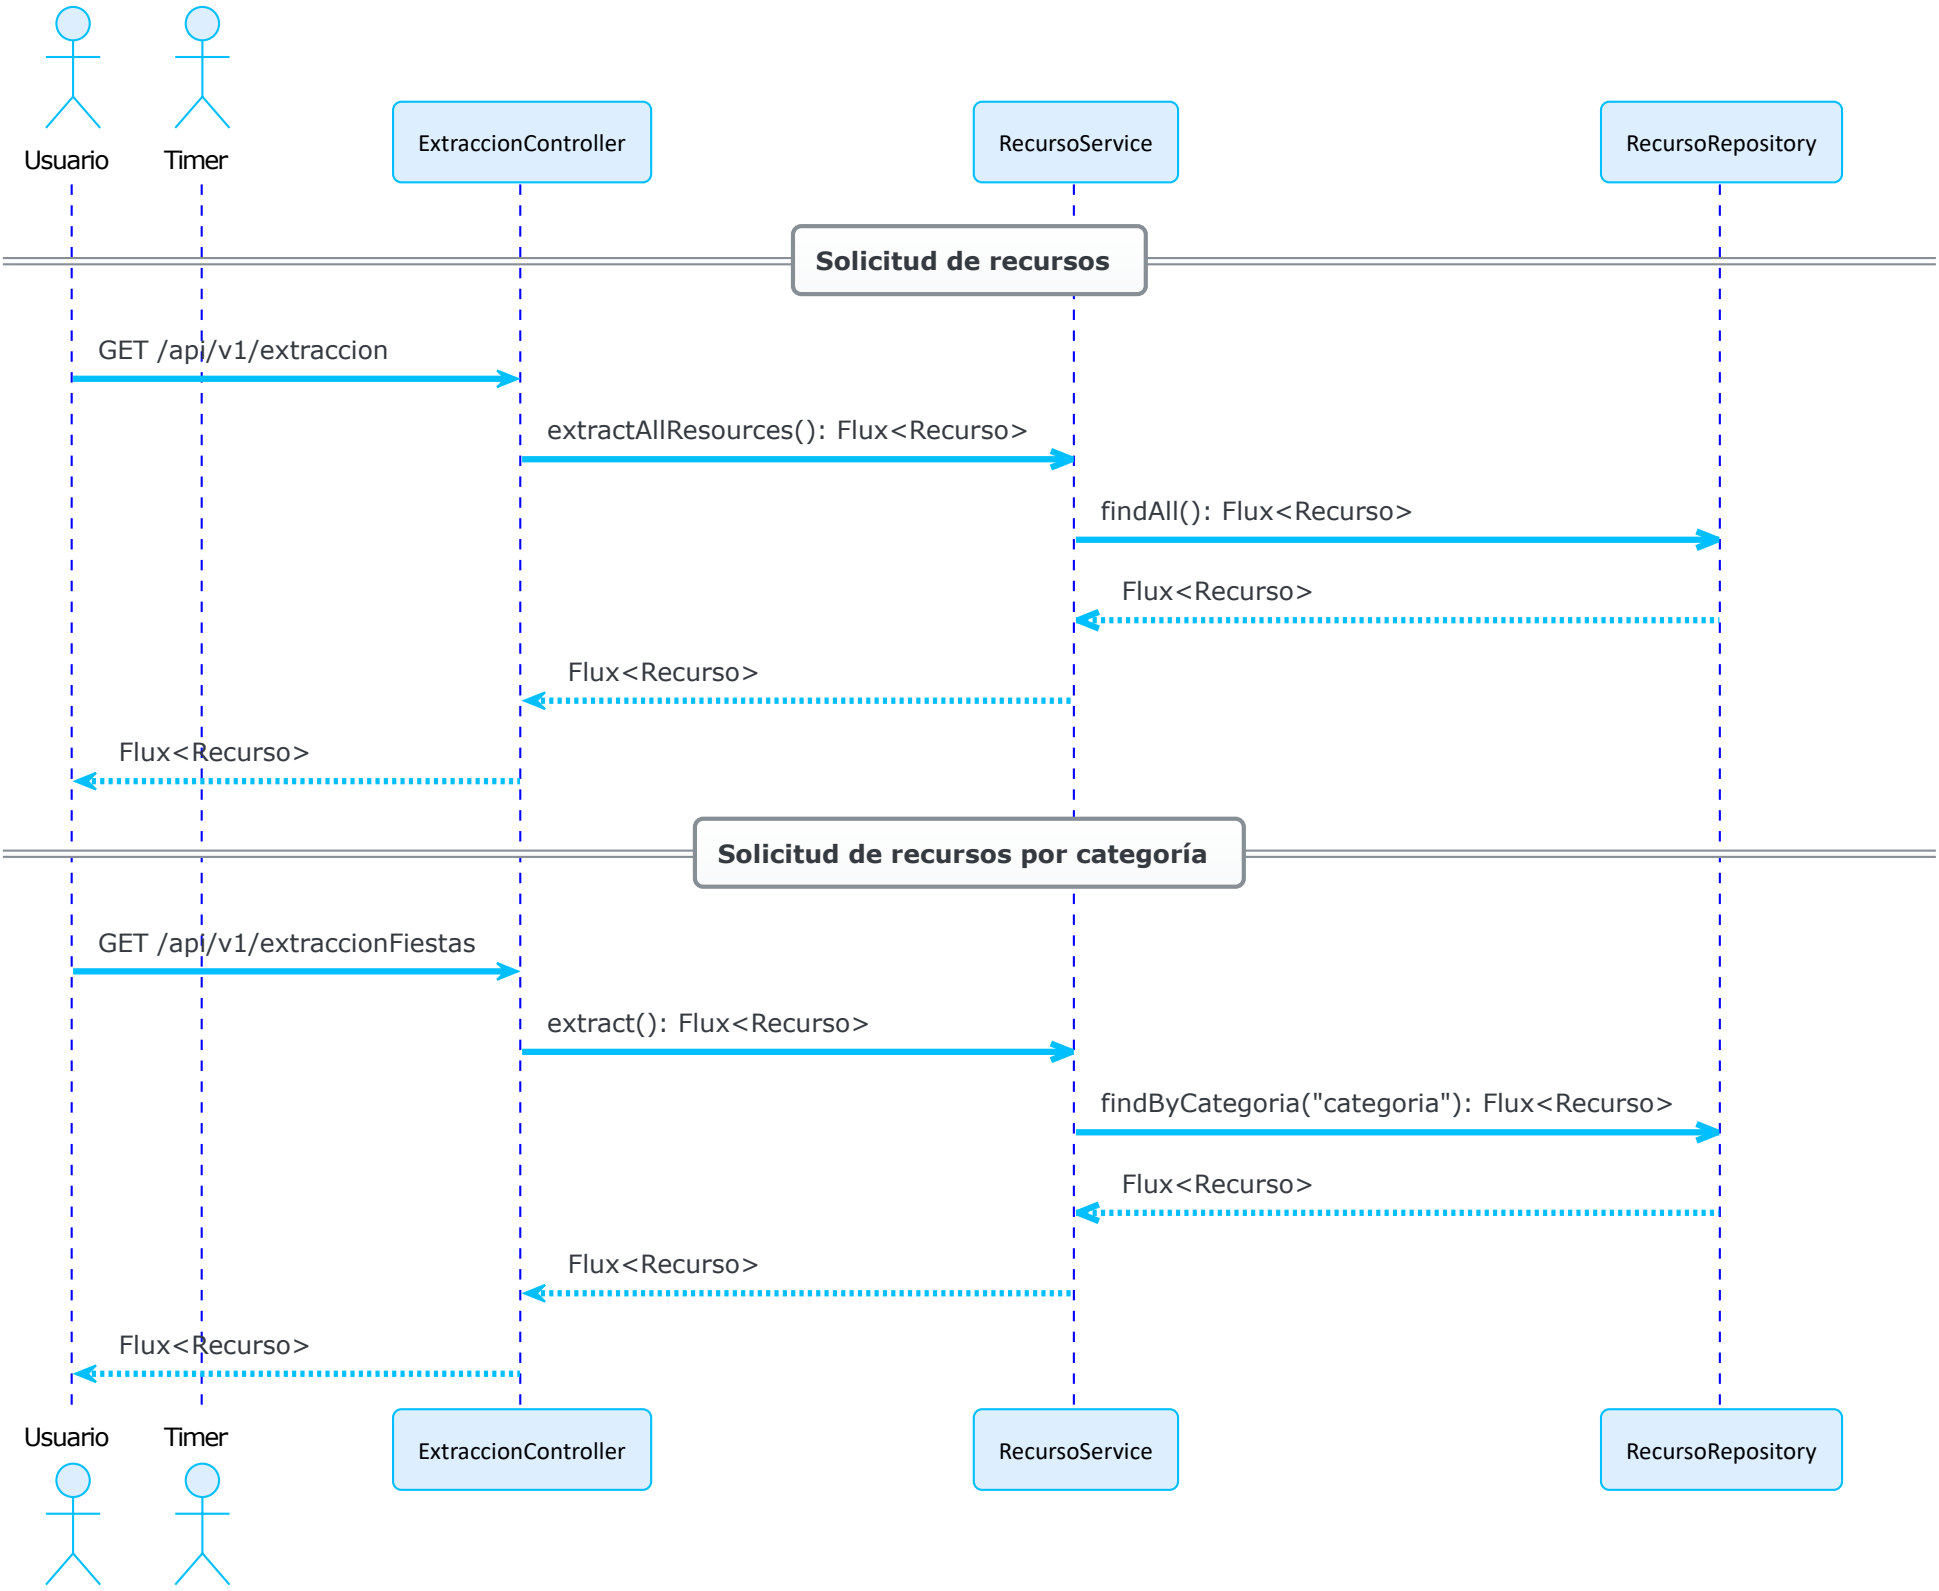 Usuario
Timer
ExtraccionController
RecursoService
RecursoRepository
Solicitud de recursos
GET /api/v1/extraccion
extractAllResources(): Flux<Recurso>
findAll(): Flux<Recurso>
Flux<Recurso>
Flux<Recurso>
Flux<Recurso>
Solicitud de recursos por categoría
GET /api/v1/extraccionFiestas
extract(): Flux<Recurso>
findByCategoria("categoria"): Flux<Recurso>
Flux<Recurso>
Flux<Recurso>
Flux<Recurso>
Usuario
Timer
ExtraccionController
RecursoService
RecursoRepository